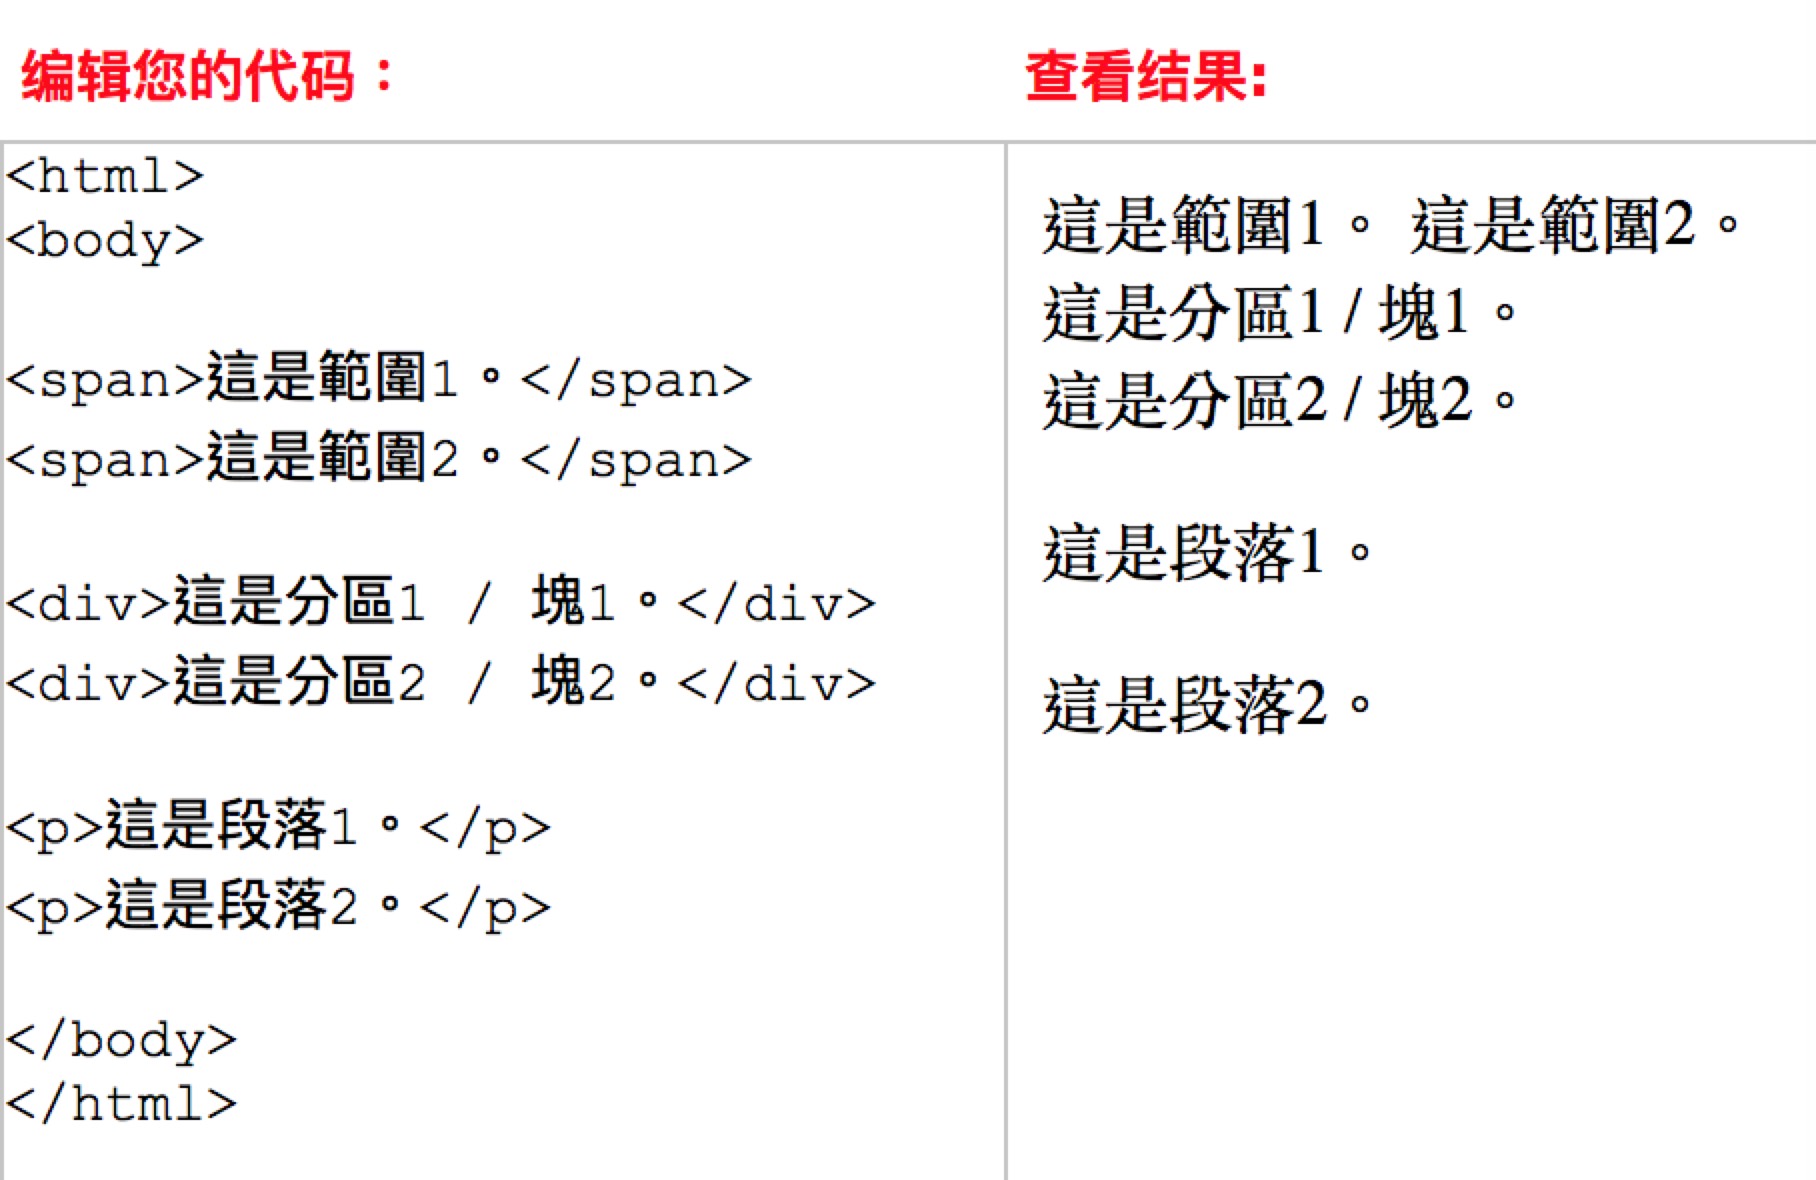 编辑您的代码：
<html>
<body>
<span>這是範圍1。</span>
<span>這是範圍2。</span>
<div>這是分區1 / 塊1。</div>
<div>這是分區2 / 塊2。</div>
<p>這是段落1。</p>
<p>這是段落2。</p>
</body>
</html>
查看结果:
這是範圍1。 這是範圍2。
這是分區1 / 塊1。
這是分區2 / 塊2。
這是段落1。
這是段落2。